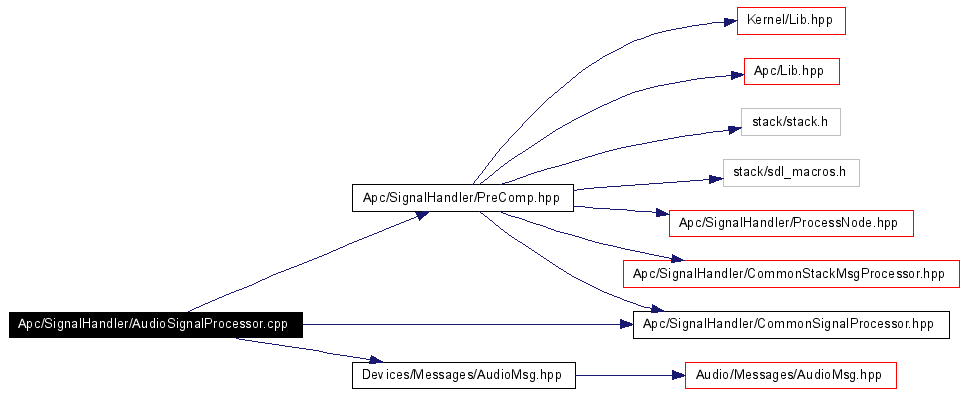 Kernel/Lib.hpp
Apc/Lib.hpp
stack/stack.h
stack/sdl_macros.h
Apc/SignalHandler/PreComp.hpp
Apc/SignalHandler/ProcessNode.hpp
Apc/SignalHandler/CommonStackMsgProcessor.hpp
Apc/SignalHandler/AudioSignalProcessor.cpp
Apc/SignalHandler/CommonSignalProcessor.hpp
Devices/Messages/AudioMsg.hpp
Audio/Messages/AudioMsg.hpp